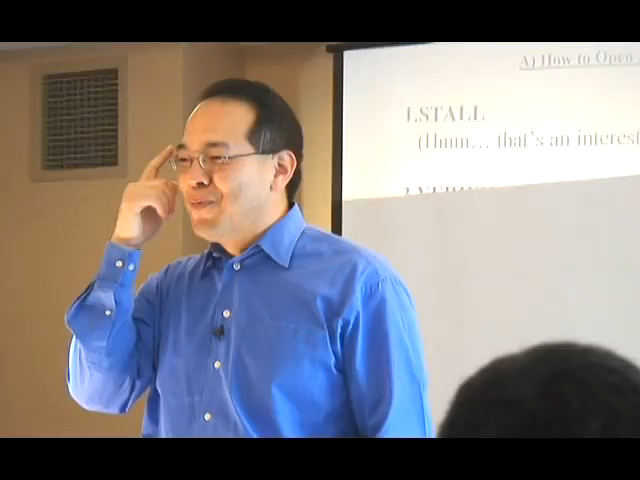 A) How to Open
1.STALL
(Hmm… that's an interest